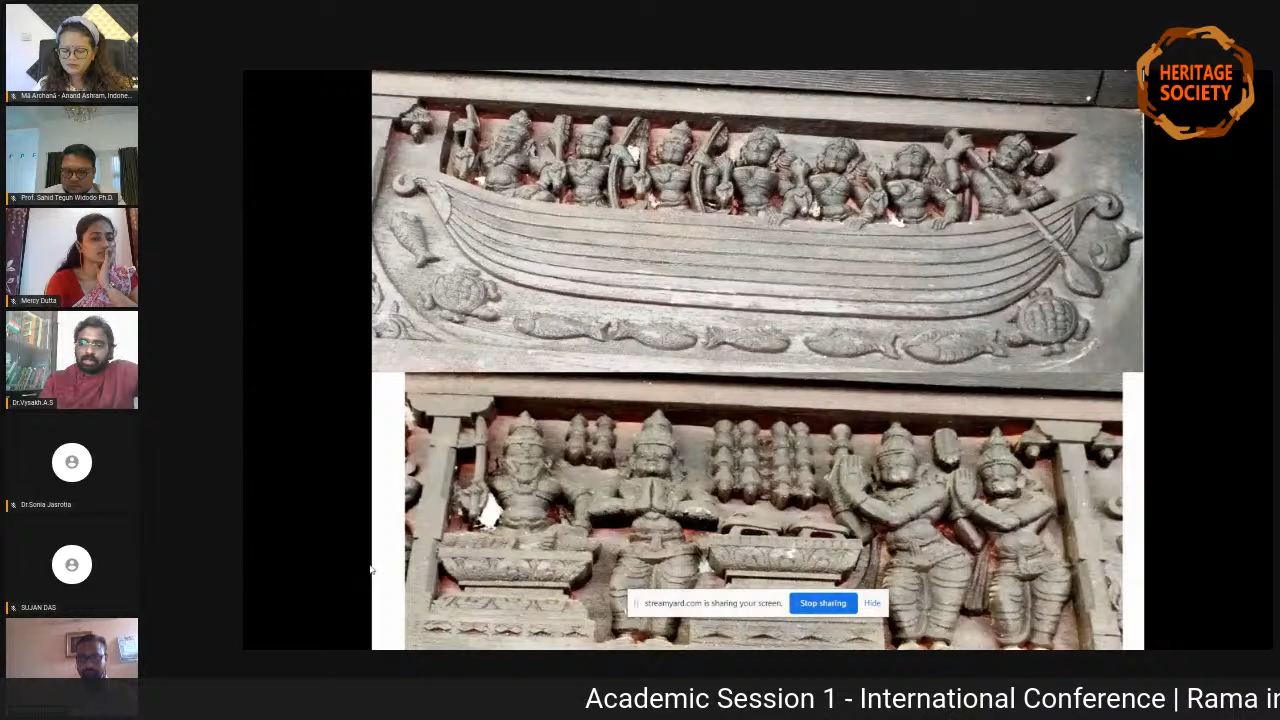 Mā Archanā - Anand Ashram, Indone...
Prof. Sahid Teguh Widodo Ph.D.
Mercy Dutta
Dr.Vysakh.A.S
Dr.Sonia Jasrotia
SUJAN DAS
HERITAGE
SOCIETY
streamyard.com is sharing your screen.
Stop sharing
Hide
Academic Session 1 - International Conference | Rama in